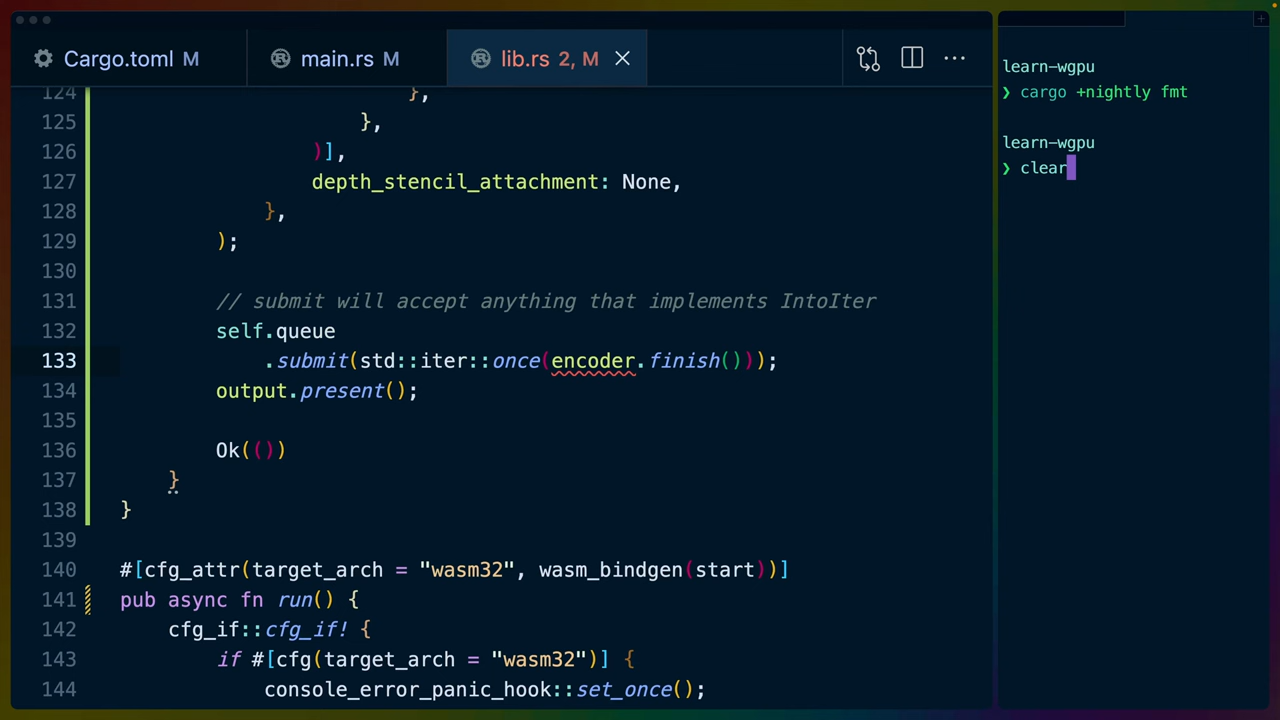 Cargo.toml M
main.rs M
lib.rs 2, M
124 },
125 },
126 )],
127 depth_stencil_attachment: None,
128 },
129 );
130
131 // submit will accept anything that implements IntoIter
132 self.queue
133 .submit(std::iter::once(encoder.finish()));
134 output.present();
135
136 Ok(())
137 }
138 }
139
140 #[cfg_attr(target_arch = "wasm32", wasm_bindgen(start))]
141 pub async fn run() {
142 cfg_if::cfg_if! {
143 if #[cfg(target_arch = "wasm32")] {
144 console_error_panic_hook::set_once();
learn-wgpu
❯ cargo +nightly fmt
learn-wgpu
❯ clear